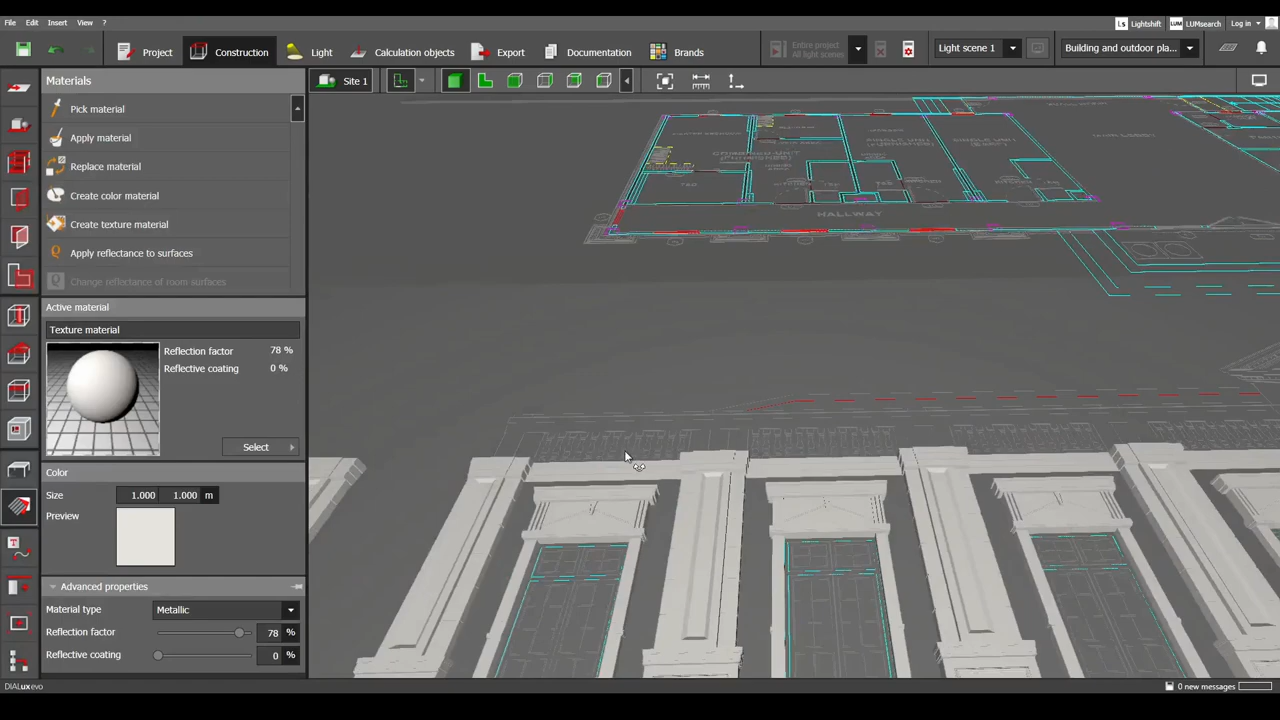 File Edit Insert View ?
Ls Lightshift LUM LUMsearch Log in
Project Construction Light Calculation objects Export Documentation Brands Entire project Light scene 1 Building and outdoor pla...
All light scenes
Materials Site 1
Pick material
Apply material
Replace material
Create color material
Create texture material
Apply reflectance to surfaces
Change reflectance of room surfaces
HALLWAY
Active material
Texture material
Reflection factor 78 %
Reflective coating 0 %
Select
Color
Size 1.000 1.000 m
Preview
Advanced properties
Material type Metallic
Reflection factor 78 %
Reflective coating 0 %
DIALux evo 0 new messages